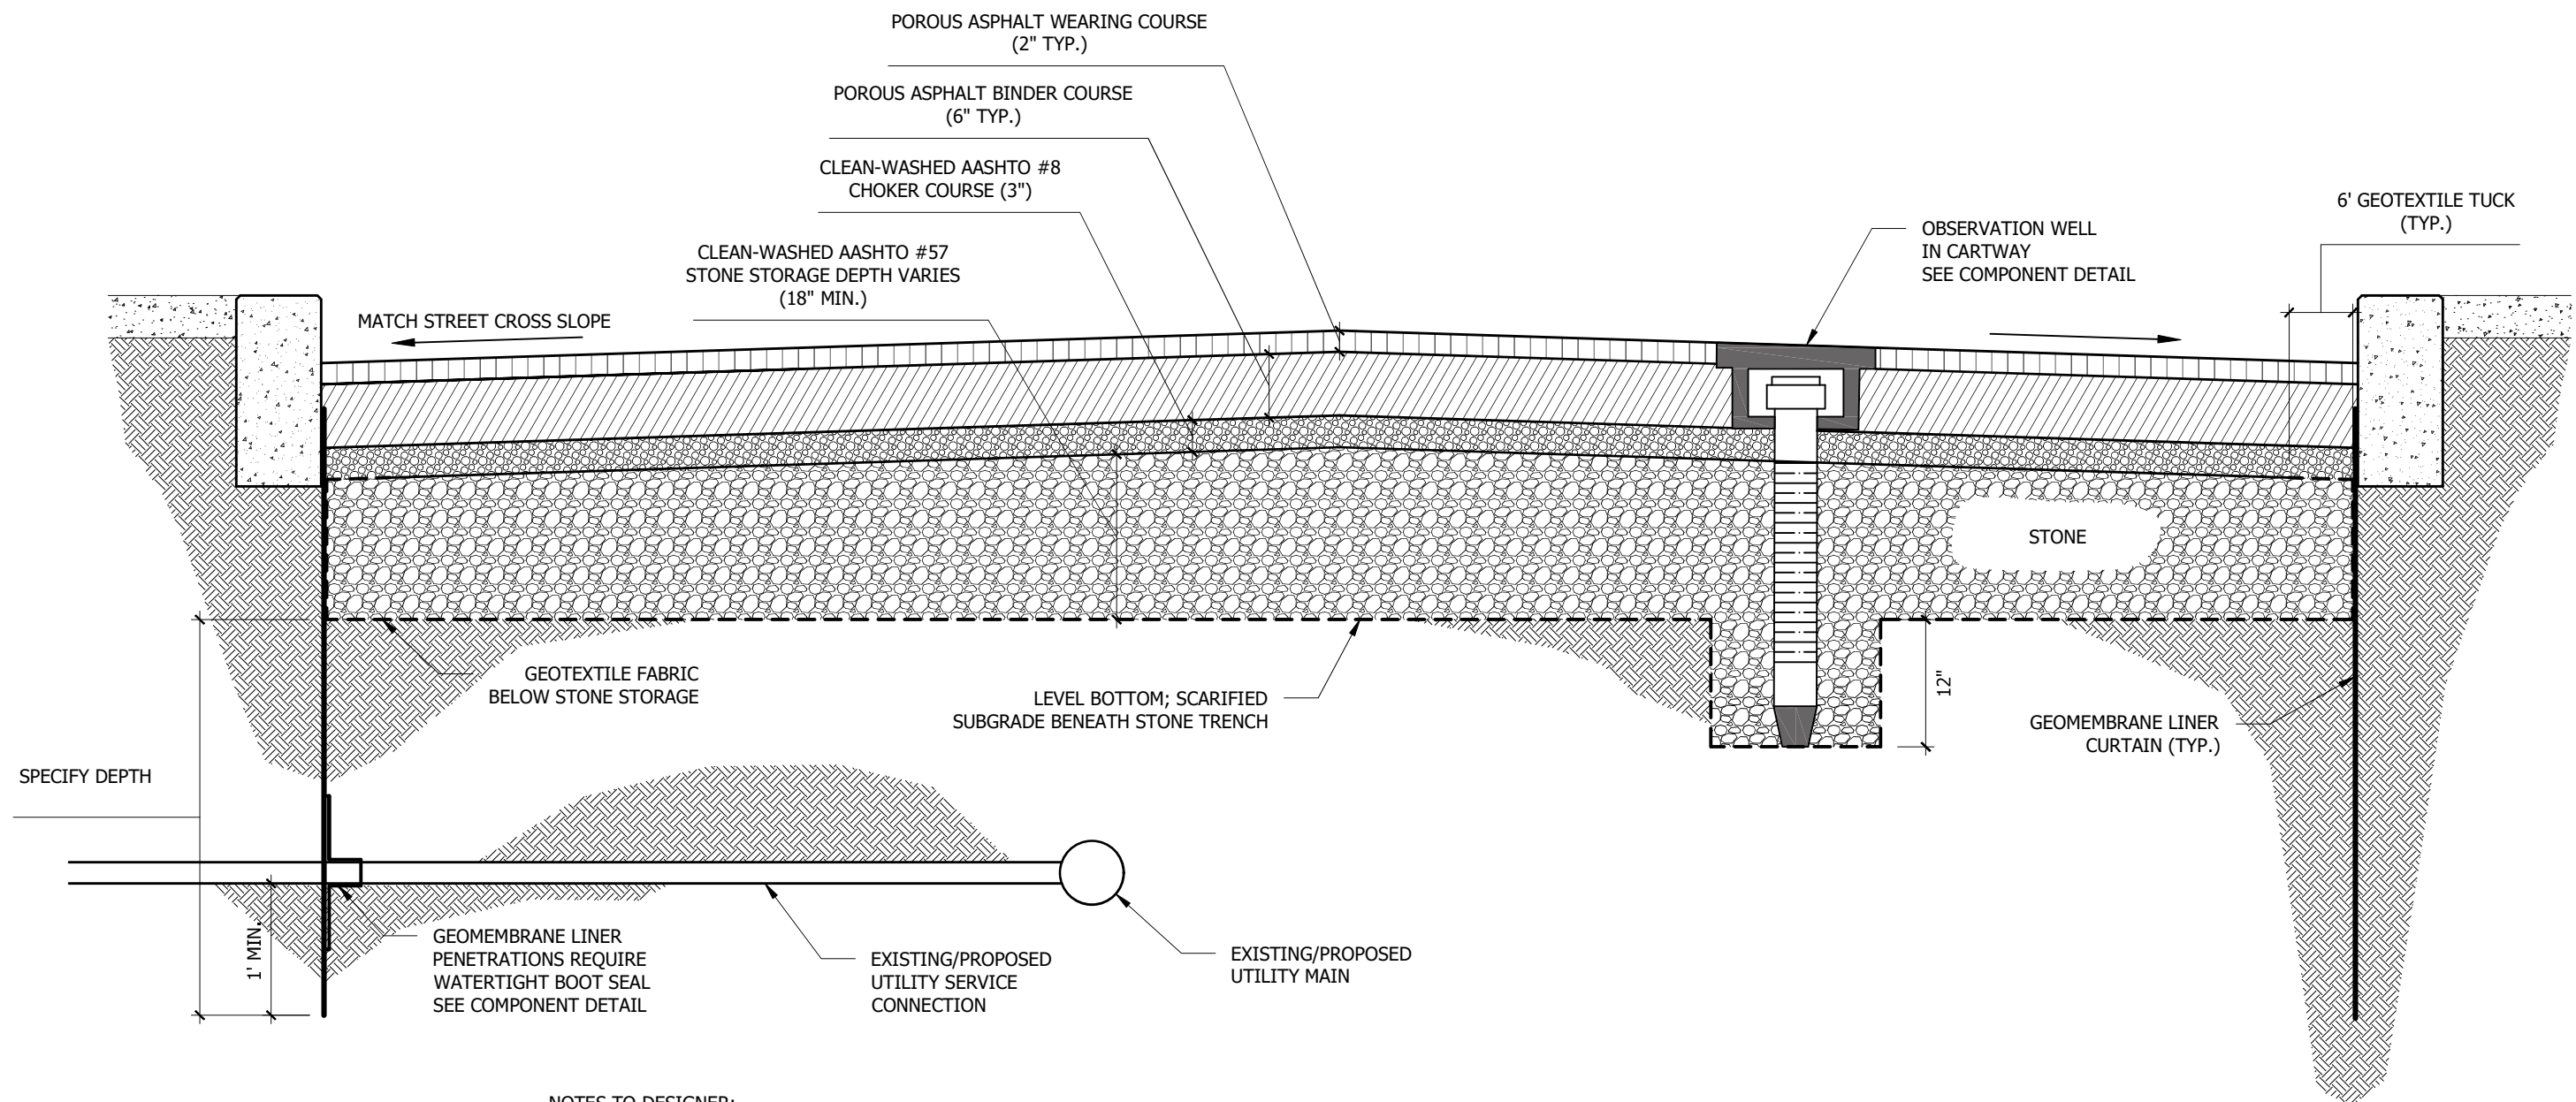 POROUS ASPHALT WEARING COURSE
(2" TYP.)
POROUS ASPHALT BINDER COURSE
(6" TYP.)
CLEAN-WASHED AASHTO #8
CHOKER COURSE (3")
CLEAN-WASHED AASHTO #57
STONE STORAGE DEPTH VARIES
(18" MIN.)
MATCH STREET CROSS SLOPE
OBSERVATION WELL
IN CARTWAY
SEE COMPONENT DETAIL
6' GEOTEXTILE TUCK
(TYP.)
STONE
GEOTEXTILE FABRIC
BELOW STONE STORAGE
LEVEL BOTTOM; SCARIFIED
SUBGRADE BENEATH STONE TRENCH
12"
GEOMEMBRANE LINER
CURTAIN (TYP.)
SPECIFY DEPTH
1' MIN.
GEOMEMBRANE LINER
PENETRATIONS REQUIRE
WATERTIGHT BOOT SEAL
SEE COMPONENT DETAIL
EXISTING/PROPOSED
UTILITY SERVICE
CONNECTION
EXISTING/PROPOSED
UTILITY MAIN
NOTES TO DESIGNER: